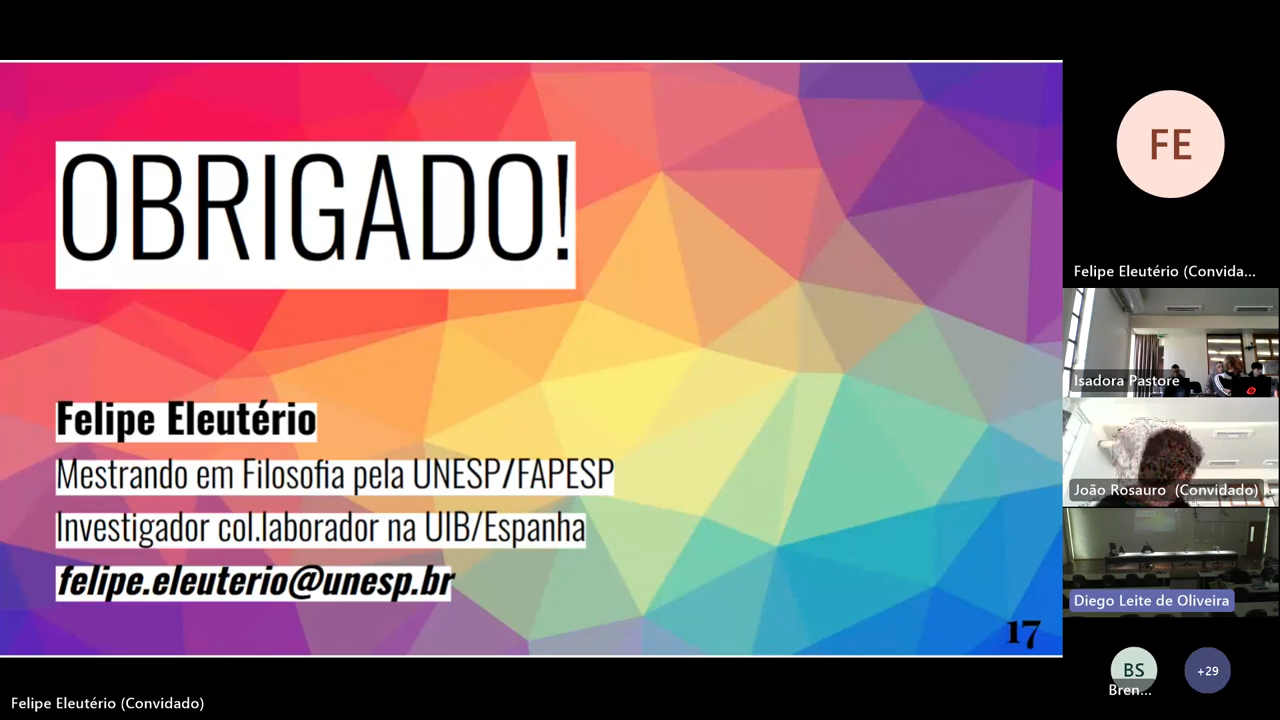 OBRIGADO!
Felipe Eleutério
Mestrando em Filosofia pela UNESP/FAPESP
Investigador col.laborador na UIB/Espanha
felipe.eleuterio@unesp.br
17
Felipe Eleutério (Convidado)
FE
Felipe Eleutério (Convida...
Isadora Pastore
João Rosauro (Convidado)
Diego Leite de Oliveira
BS
Bren...
+29